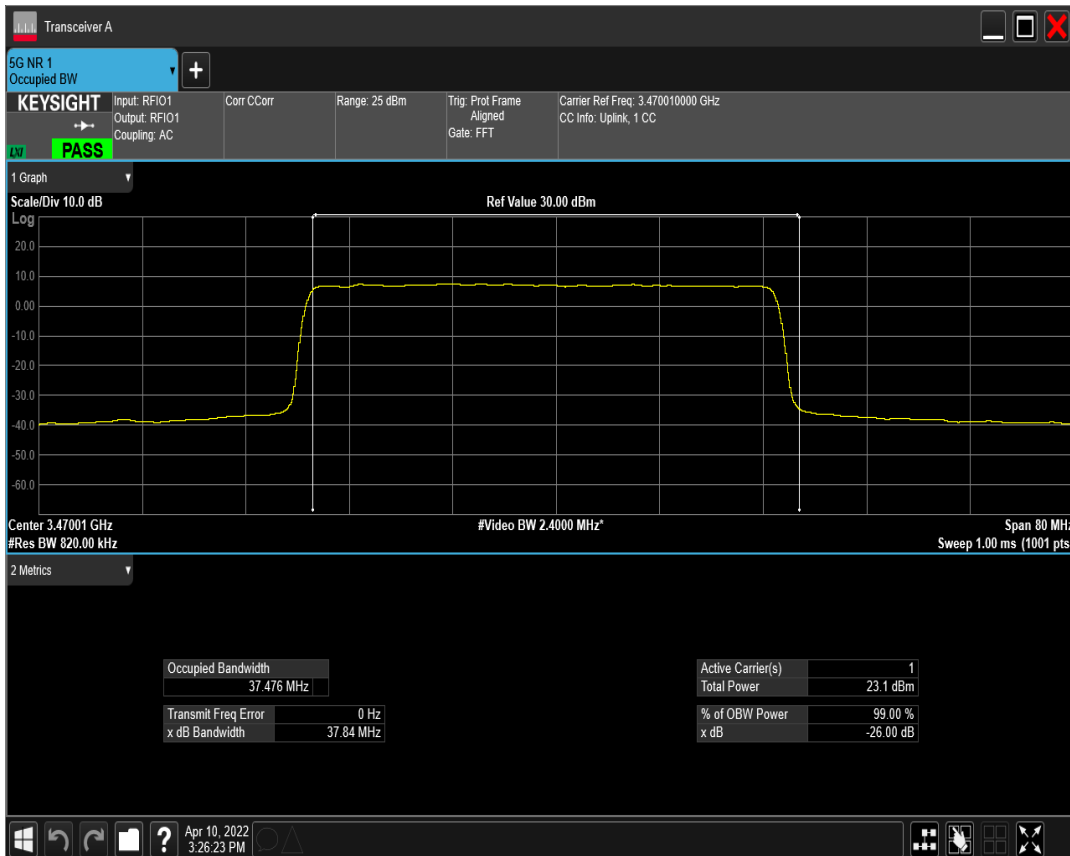 Transceiver A
5G NR 1
Occupied BW
+
KEYSIGHT
LXI
PASS
Input: RFIO1
Output: RFIO1
Coupling: AC
Corr CCorr
Range: 25 dBm
Trig: Prot Frame
Aligned
Gate: FFT
Carrier Ref Freq: 3.470010000 GHz
CC Info: Uplink, 1 CC
1 Graph
Scale/Div 10.0 dB
Ref Value 30.00 dBm
Log
20.0
10.0
0.00
-10.0
-20.0
-30.0
-40.0
-50.0
-60.0
Center 3.47001 GHz
#Video BW 2.4000 MHz*
Span 80 MHz
#Res BW 820.00 kHz
Sweep 1.00 ms (1001 pts
2 Metrics
Occupied Bandwidth
37.476 MHz
Transmit Freq Error 0 Hz
x dB Bandwidth 37.84 MHz
Active Carrier(s) 1
Total Power 23.1 dBm
% of OBW Power 99.00 %
x dB -26.00 dB
?
Apr 10, 2022
3:26:23 PM